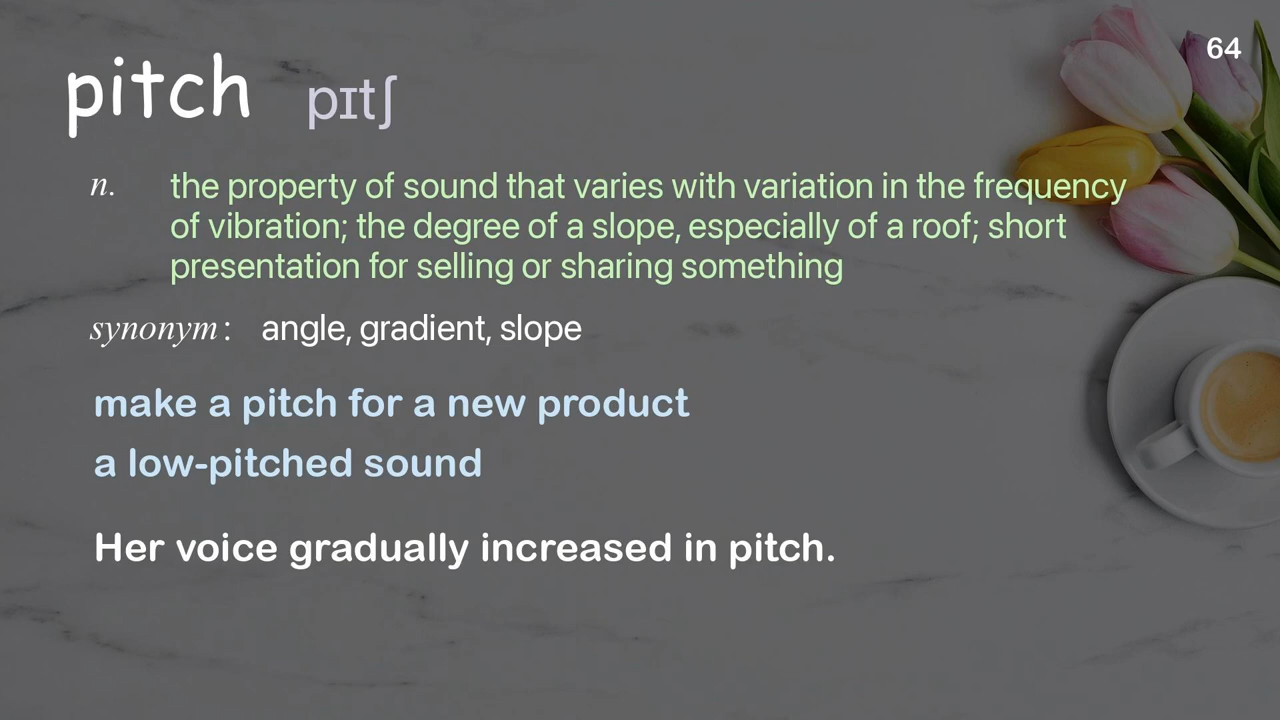 64
pitch pɪtʃ
n. the property of sound that varies with variation in the frequency
of vibration; the degree of a slope, especially of a roof; short
presentation for selling or sharing something
synonym: angle, gradient, slope
make a pitch for a new product
a low-pitched sound
Her voice gradually increased in pitch.